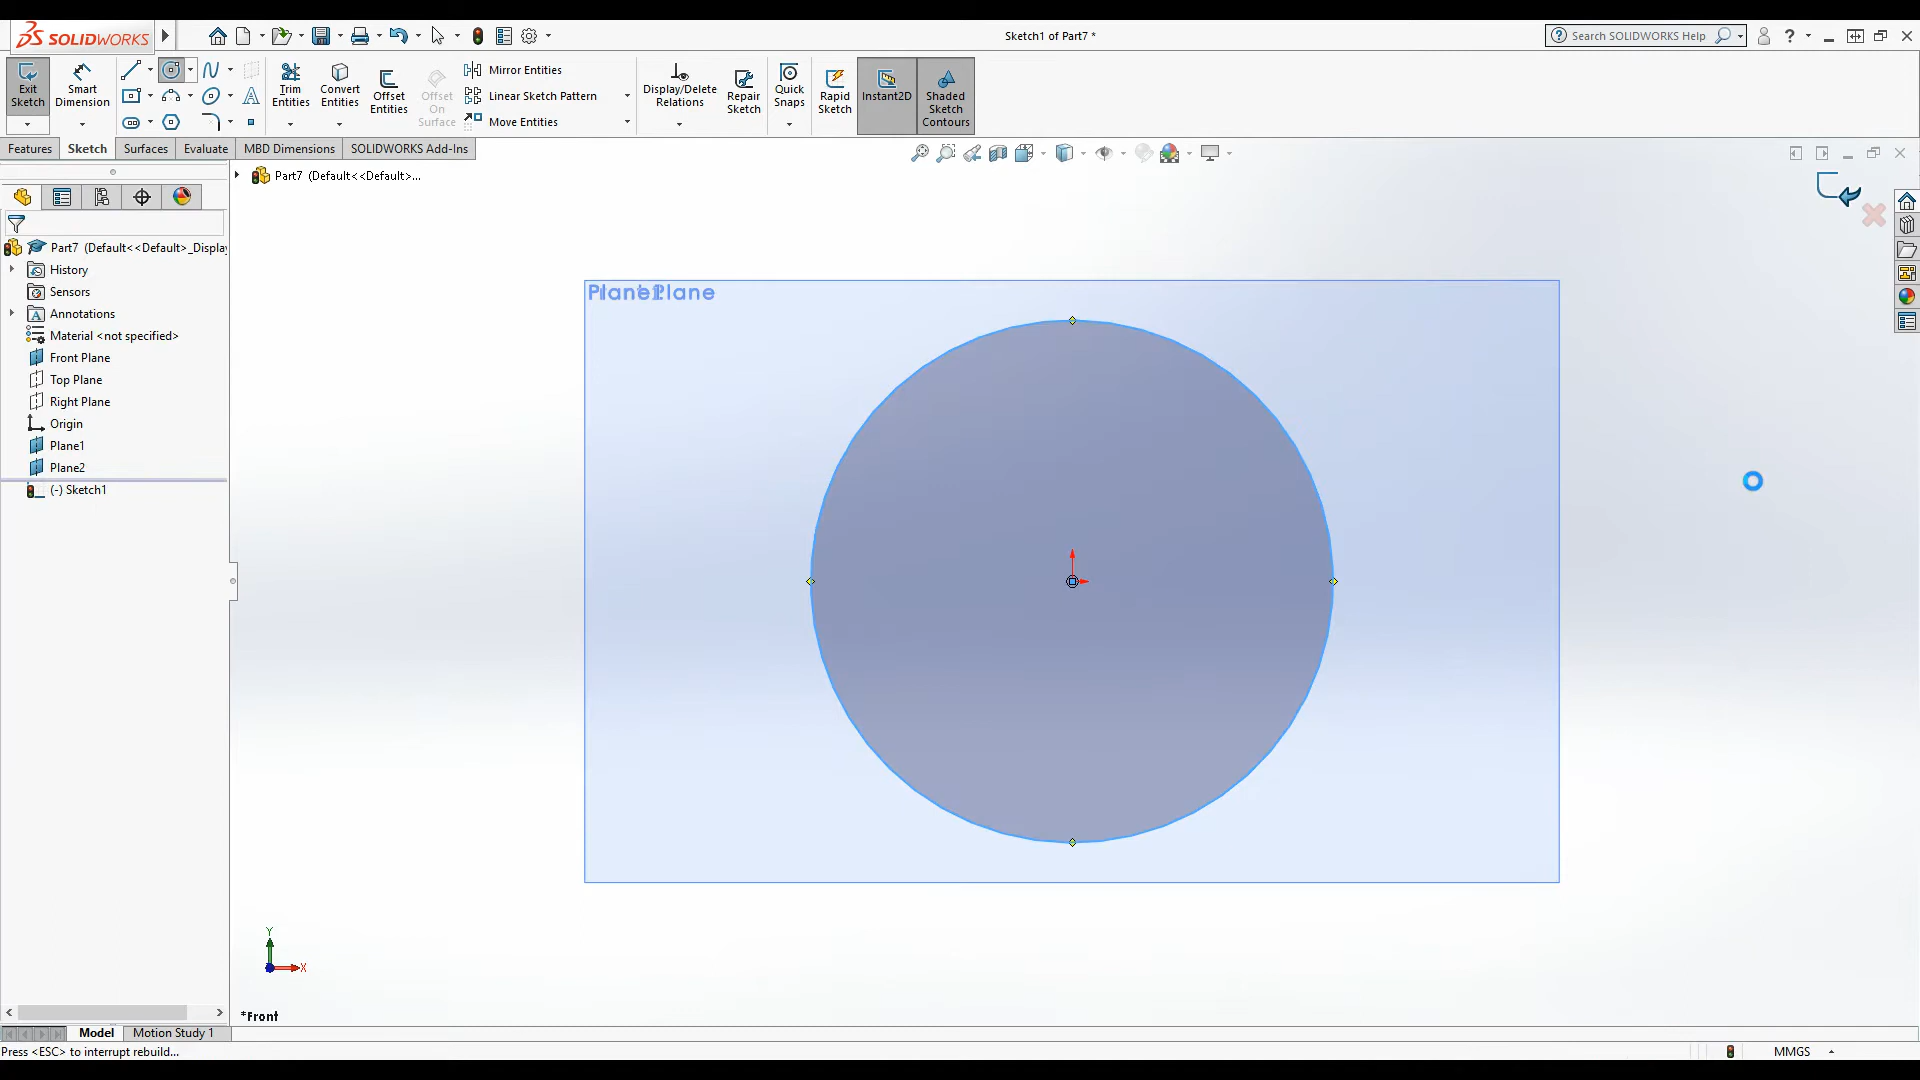 SOLIDWORKS
Sketch1 of Part7 *
Search SOLIDWORKS Help
Exit Sketch
Smart Dimension
Trim Entities
Convert Entities
Offset Entities
Offset On Surface
Mirror Entities
Linear Sketch Pattern
Move Entities
Display/Delete Relations
Repair Sketch
Quick Snaps
Rapid Sketch
Instant2D
Shaded Sketch Contours
Features
Sketch
Surfaces
Evaluate
MBD Dimensions
SOLIDWORKS Add-Ins
Part7 (Default<<Default>...
Part7 (Default<<Default>_Display
History
Sensors
Annotations
Material <not specified>
Front Plane
Top Plane
Right Plane
Origin
Plane1
Plane2
(-) Sketch1
Y
X
*Front
Model
Motion Study 1
Press <ESC> to interrupt rebuild...
MMGS